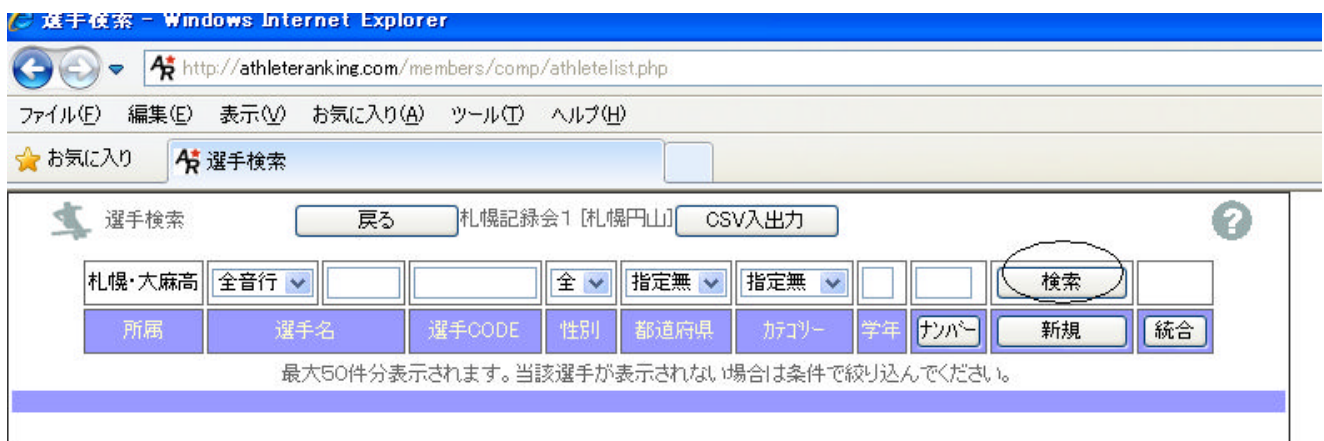 選手検索 - Windows Internet Explorer
http://athleteranking.com/members/comp/athletelist.php
ファイル(F) 編集(E) 表示(V) お気に入り(A) ツール(T) ヘルプ(H)
お気に入り AR 選手検索
選手検索 戻る 札幌記録会1 [札幌円山] CSV入出力 ?
札幌・大麻高 全音行 全 指定無 指定無 検索
所属 選手名 選手CODE 性別 都道府県 カテゴリー 学年 ナンバー 新規 統合
最大50件分表示されます。当該選手が表示されない場合は条件で絞り込んでください。